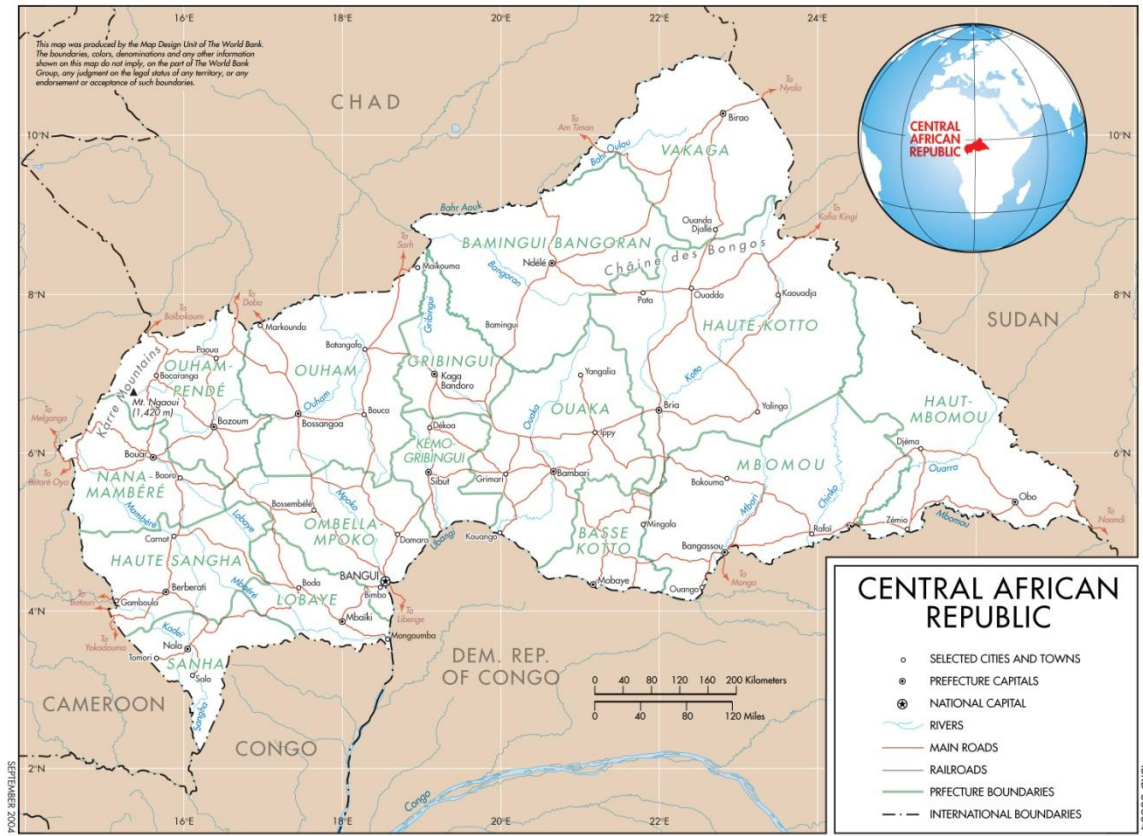 16°E
18°E
20°E
22°E
24°E
This map was produced by the Map Design Unit of The World Bank.
The boundaries, colors, denominations and any other information
shown on this map do not imply, on the part of The World Bank
Group, any judgment on the legal status of any territory, or any
endorsement or acceptance of such boundaries.
CHAD
To
Nyala
To
Am Timan
Birao
10°N
10°N
CENTRAL
AFRICAN
REPUBLIC
Bahr Oulou
VAKAGA
Bahr Aouk
Ouanda
Djallé
To
Kafia Kingi
To
Sarh
BAMINGUI-BANGORAN
Maikouma
Ndélé
Chaîne des Bongos
Bangoran
8°N
8°N
Pata
Ouadda
Kaouadja
To
Baibokoum
To
Doba
Gribingui
Markounda
Bamingui
HAUTE-KOTTO
SUDAN
Batangafo
Paoua
OUHAM-
PENDÉ
OUHAM
GRIBINGUI
Kaga
Bandoro
Bocaranga
Karre Mountains
Mt. Ngaoui
(1,420 m)
Yangalia
Kotto
Ouham
Bouca
Bossangoa
OUAKA
Ouaka
Bria
Yalinga
HAUT-
MBOMOU
To
Meiganga
Bozoum
Dékoa
Ippy
KÉMO-
GRIBINGUI
Djéma
6°N
6°N
Bouar
To
Bétaré Oya
NANA-
MAMBÉRÉ
Baoro
Sibut
Grimari
Bambari
MBOMOU
Bakouma
Ouarra
Obo
Bossembélé
Mpoko
Mambéré
Lobaye
OMBELLA-
MPOKO
Mbari
Chinko
Zémio
Mbomou
To
Nzandi
Carnot
Damara
Ubangi
Kouango
BASSE
KOTTO
Mingala
Rafaï
HAUTE SANGHA
Bangassou
BANGUI
Bimbo
Mobaye
Ouango
To
Monga
Berberati
Mbéré
Boda
LOBAYE
To
Batouri
Gamboula
4°N
To
Libenge
Mbaïki
Mongoumba
Kadeï
To
Yokadouma
Nola
Tomori
SANHA
Salo
Sangha
CAMEROON
CONGO
DEM. REP.
OF CONGO
Congo
2°N
0 40 80 120 160 200 Kilometers
0 40 80 120 Miles
CENTRAL AFRICAN
REPUBLIC
SELECTED CITIES AND TOWNS
PREFECTURE CAPITALS
NATIONAL CAPITAL
RIVERS
MAIN ROADS
RAILROADS
PRFECTURE BOUNDARIES
INTERNATIONAL BOUNDARIES
16°E
18°E
20°E
22°E
SEPTEMBER 2004